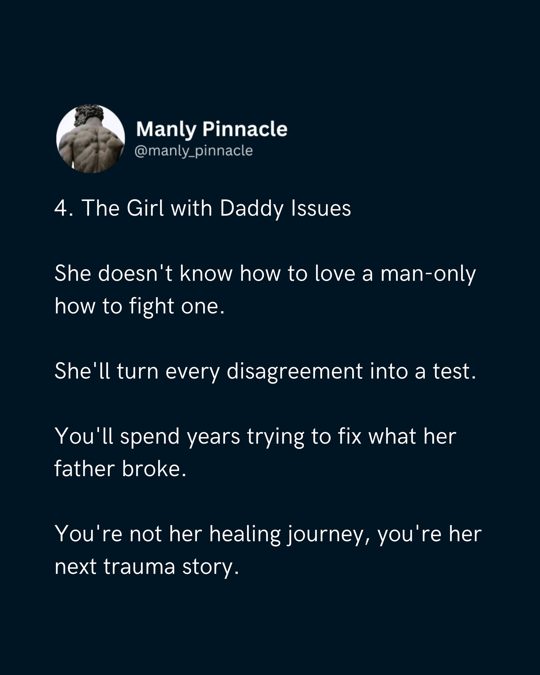 Manly Pinnacle
@manly_pinnacle
4. The Girl with Daddy Issues
She doesn't know how to love a man-only
how to fight one.
She'll turn every disagreement into a test.
You'll spend years trying to fix what her
father broke.
You're not her healing journey, you're her
next trauma story.